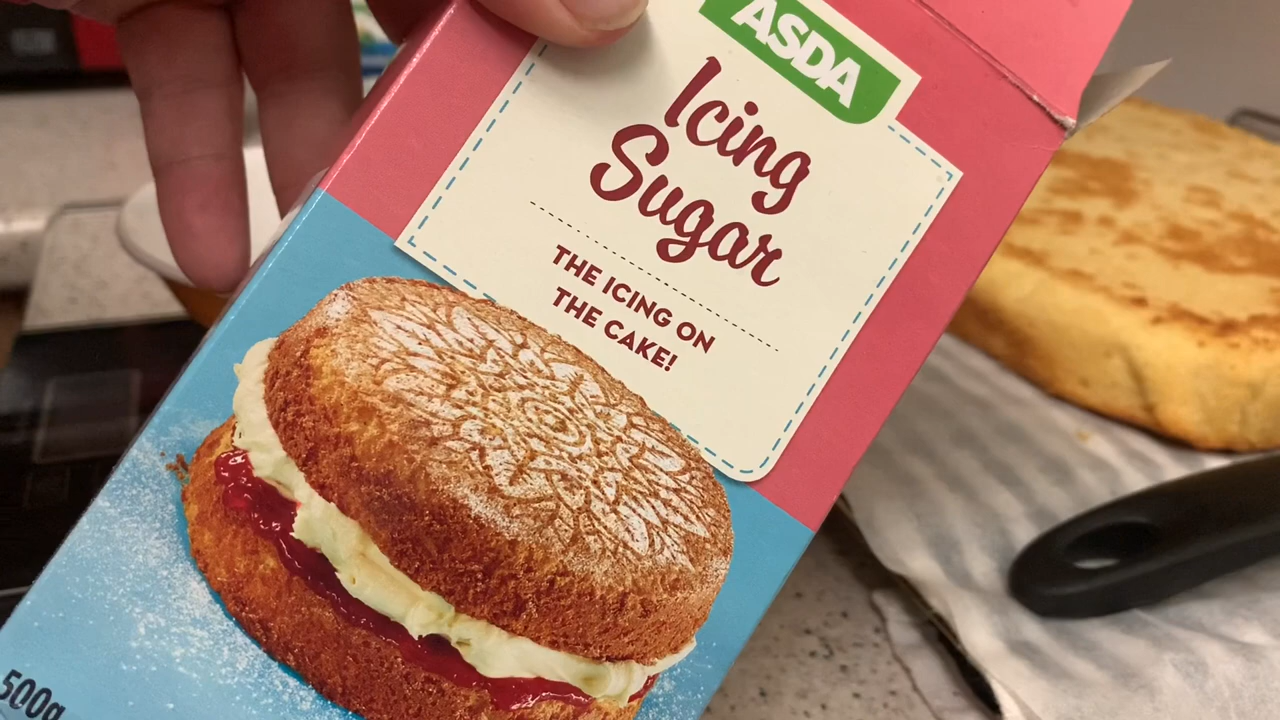 ASDA
Icing
Sugar
THE ICING ON
THE CAKE!
500g